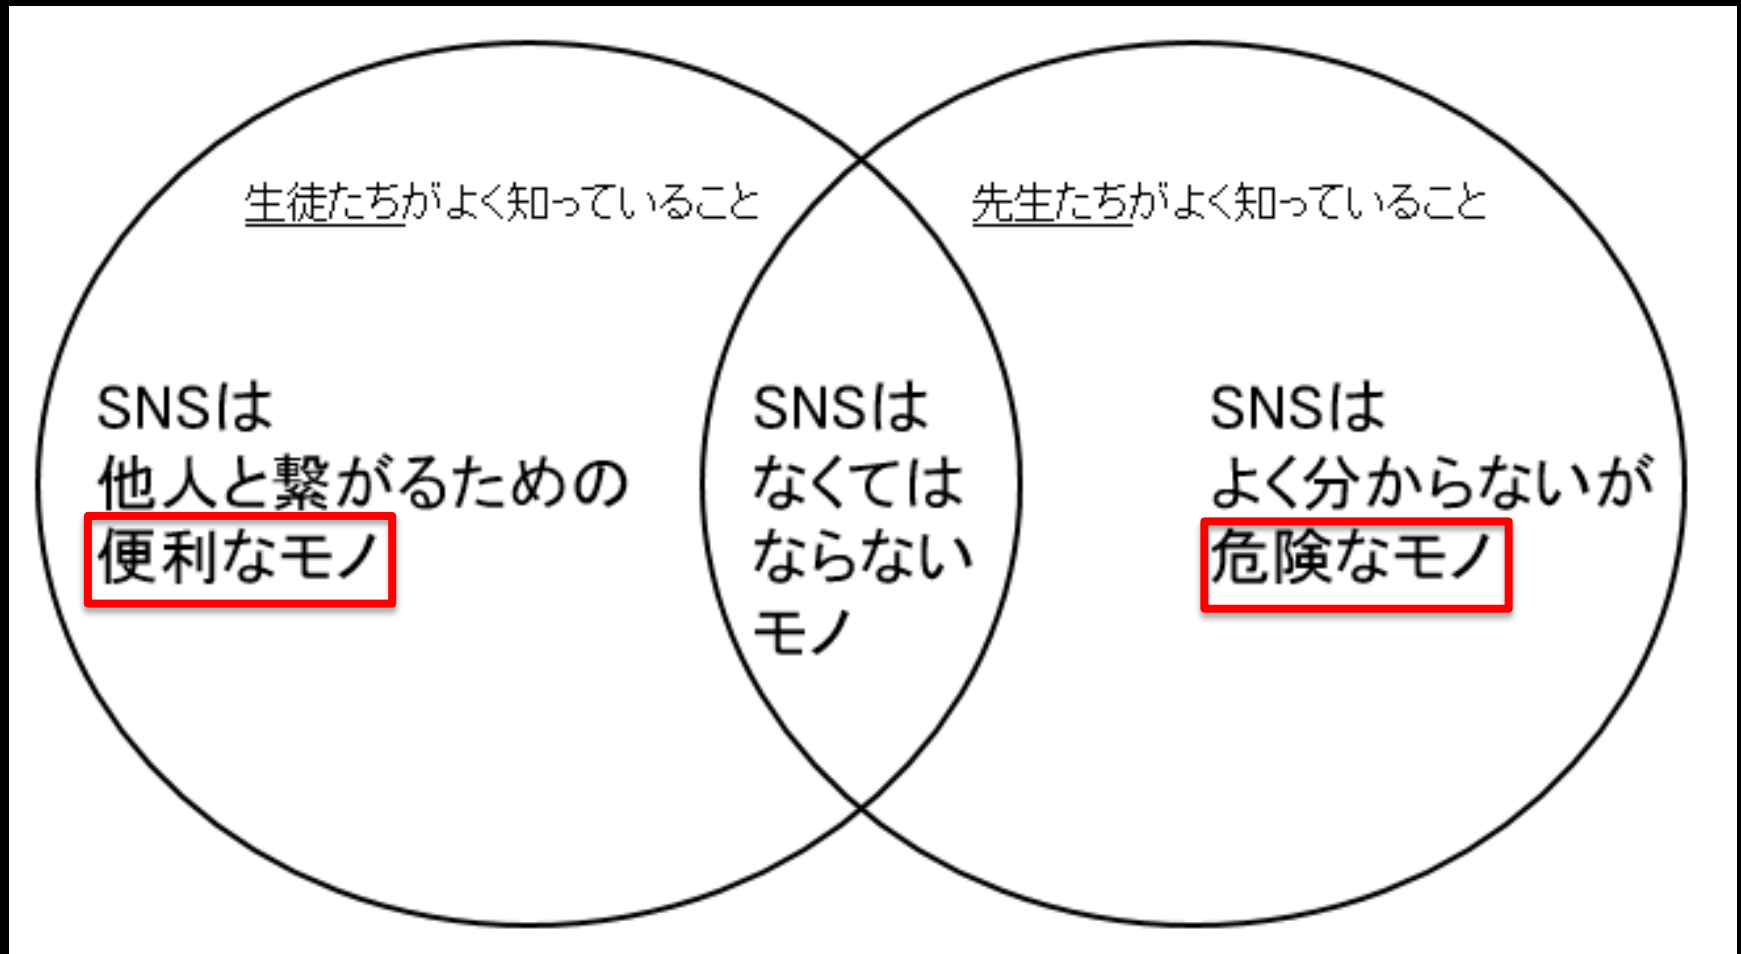 生徒たちがよく知っていること
先生たちがよく知っていること
SNSは
他人と繋がるための
便利なモノ
SNSは
なくては
ならない
モノ
SNSは
よく分からないが
危険なモノ